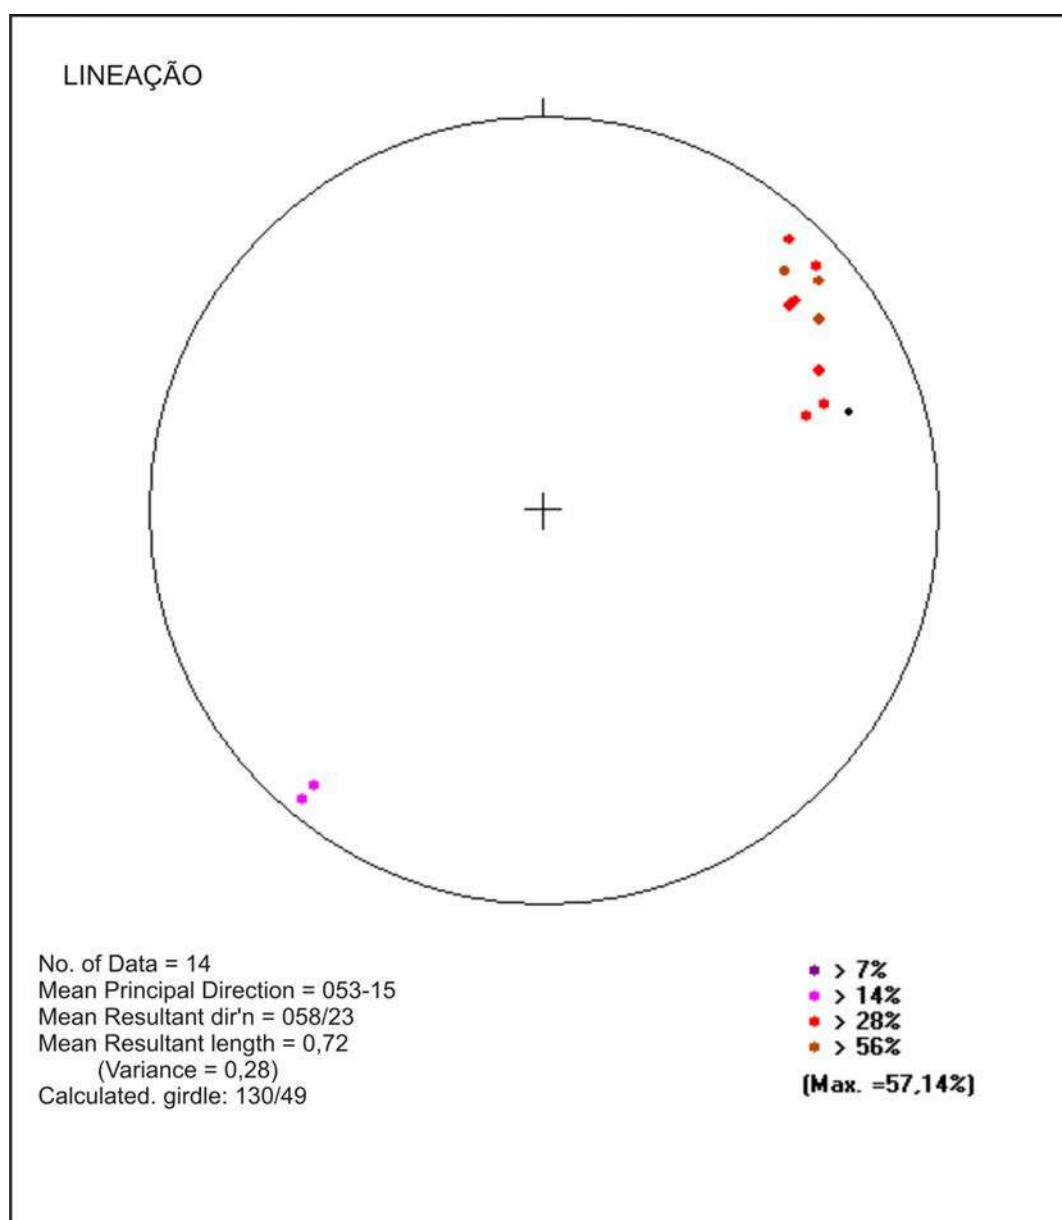 LINEAÇÃO
No. of Data = 14
Mean Principal Direction = 053-15
Mean Resultant dir'n = 058/23
Mean Resultant length = 0,72
(Variance = 0,28)
Calculated. girdle: 130/49
> 7%
> 14%
> 28%
> 56%
(Max. =57,14%)